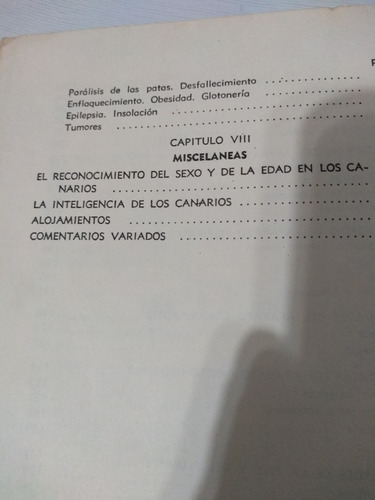 Parálisis de las patas. Desfallecimiento . . . . . . . . . . .
Enflaquecimiento. Obesidad. Glotonería . . . . . . . . . . .
Epilepsia. Insolación . . . . . . . . . . . . . . . . . . . . . . . .
Tumores . . . . . . . . . . . . . . . . . . . . . . . . . . . . . . . .
CAPITULO VIII
MISCELANEAS
EL RECONOCIMIENTO DEL SEXO Y DE LA EDAD EN LOS CA-
NARIOS . . . . . . . . . . . . . . . . . . . . . . . . . . . . . . . .
LA INTELIGENCIA DE LOS CANARIOS . . . . . . . . . . . . . . . .
ALOJAMIENTOS . . . . . . . . . . . . . . . . . . . . . . . . . . . .
COMENTARIOS VARIADOS . . . . . . . . . . . . . . . . . . . . . .